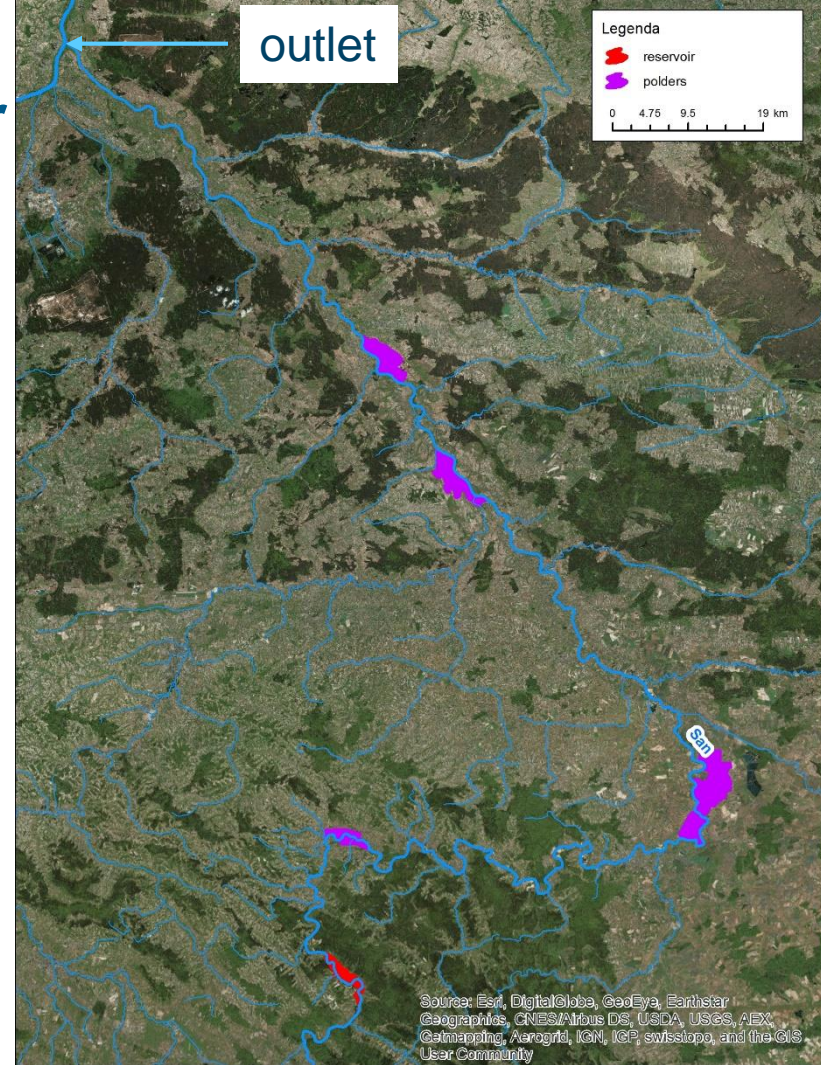 outlet
Legenda
reservoir
polders
0 4.75 9.5 19 km
San
Source: Esri, DigitalGlobe, GeoEye, Earthstar
Geographics, CNES/Airbus DS, USDA, USGS, AEX,
Getmapping, Aerogrid, IGN, IGP, swisstopo, and the GIS
User Community